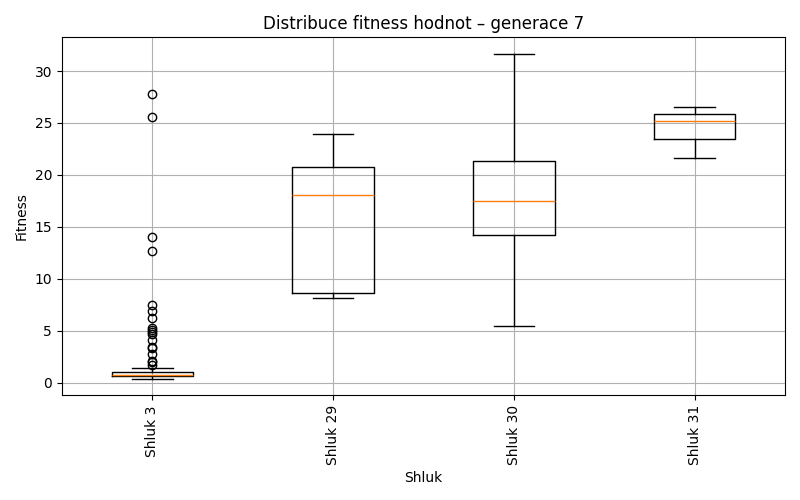 Distribuce fitness hodnot – generace 7
Fitness
30
25
20
15
10
5
0
Shluk 3
Shluk 29
Shluk 30
Shluk 31
Shluk